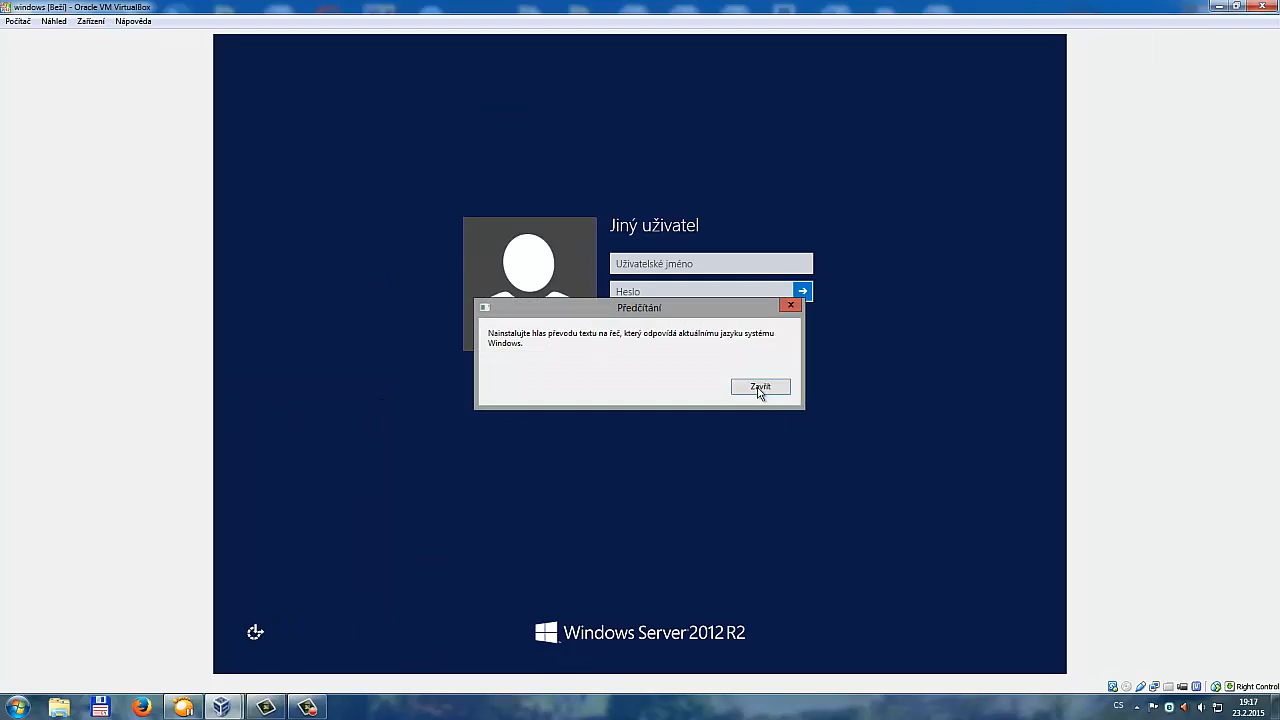 windows [Beží] - Oracle VM VirtualBox
Počítač Náhled Zařízení Nápověda
Jiný uživatel
Uživatelské jméno
Heslo
Předčítání
Nainstalujte hlas převodu textu na řeč, který odpovídá aktuálnímu jazyku systému
Windows.
Zavřít
Windows Server 2012 R2
Right Control
CS
19:17
23.2.2015